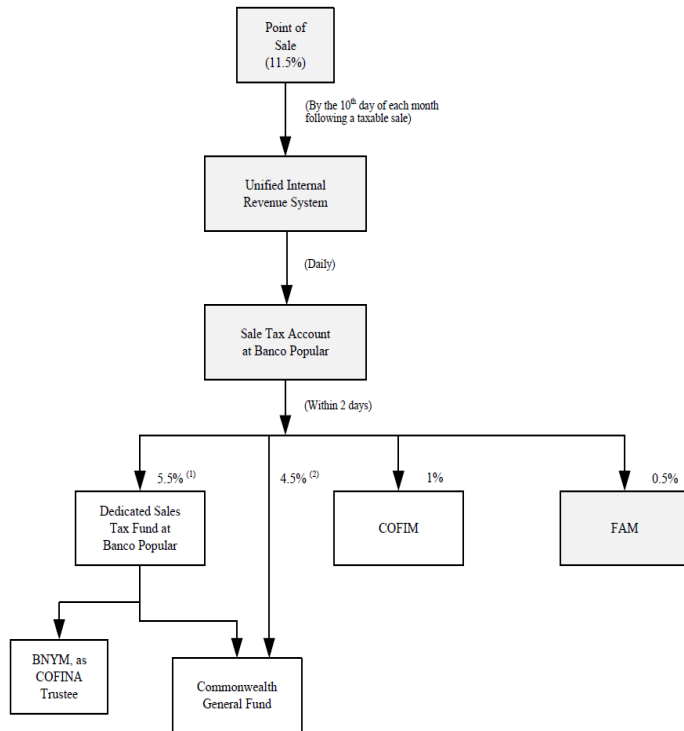 Point of
Sale
(11.5%)
(By the 10th day of each month
following a taxable sale)
Unified Internal
Revenue System
(Daily)
Sale Tax Account
at Banco Popular
(Within 2 days)
5.5% (1)
4.5% (2)
1%
0.5%
Dedicated Sales
Tax Fund at
Banco Popular
COFIM
FAM
BNYM, as
COFINA
Trustee
Commonwealth
General Fund